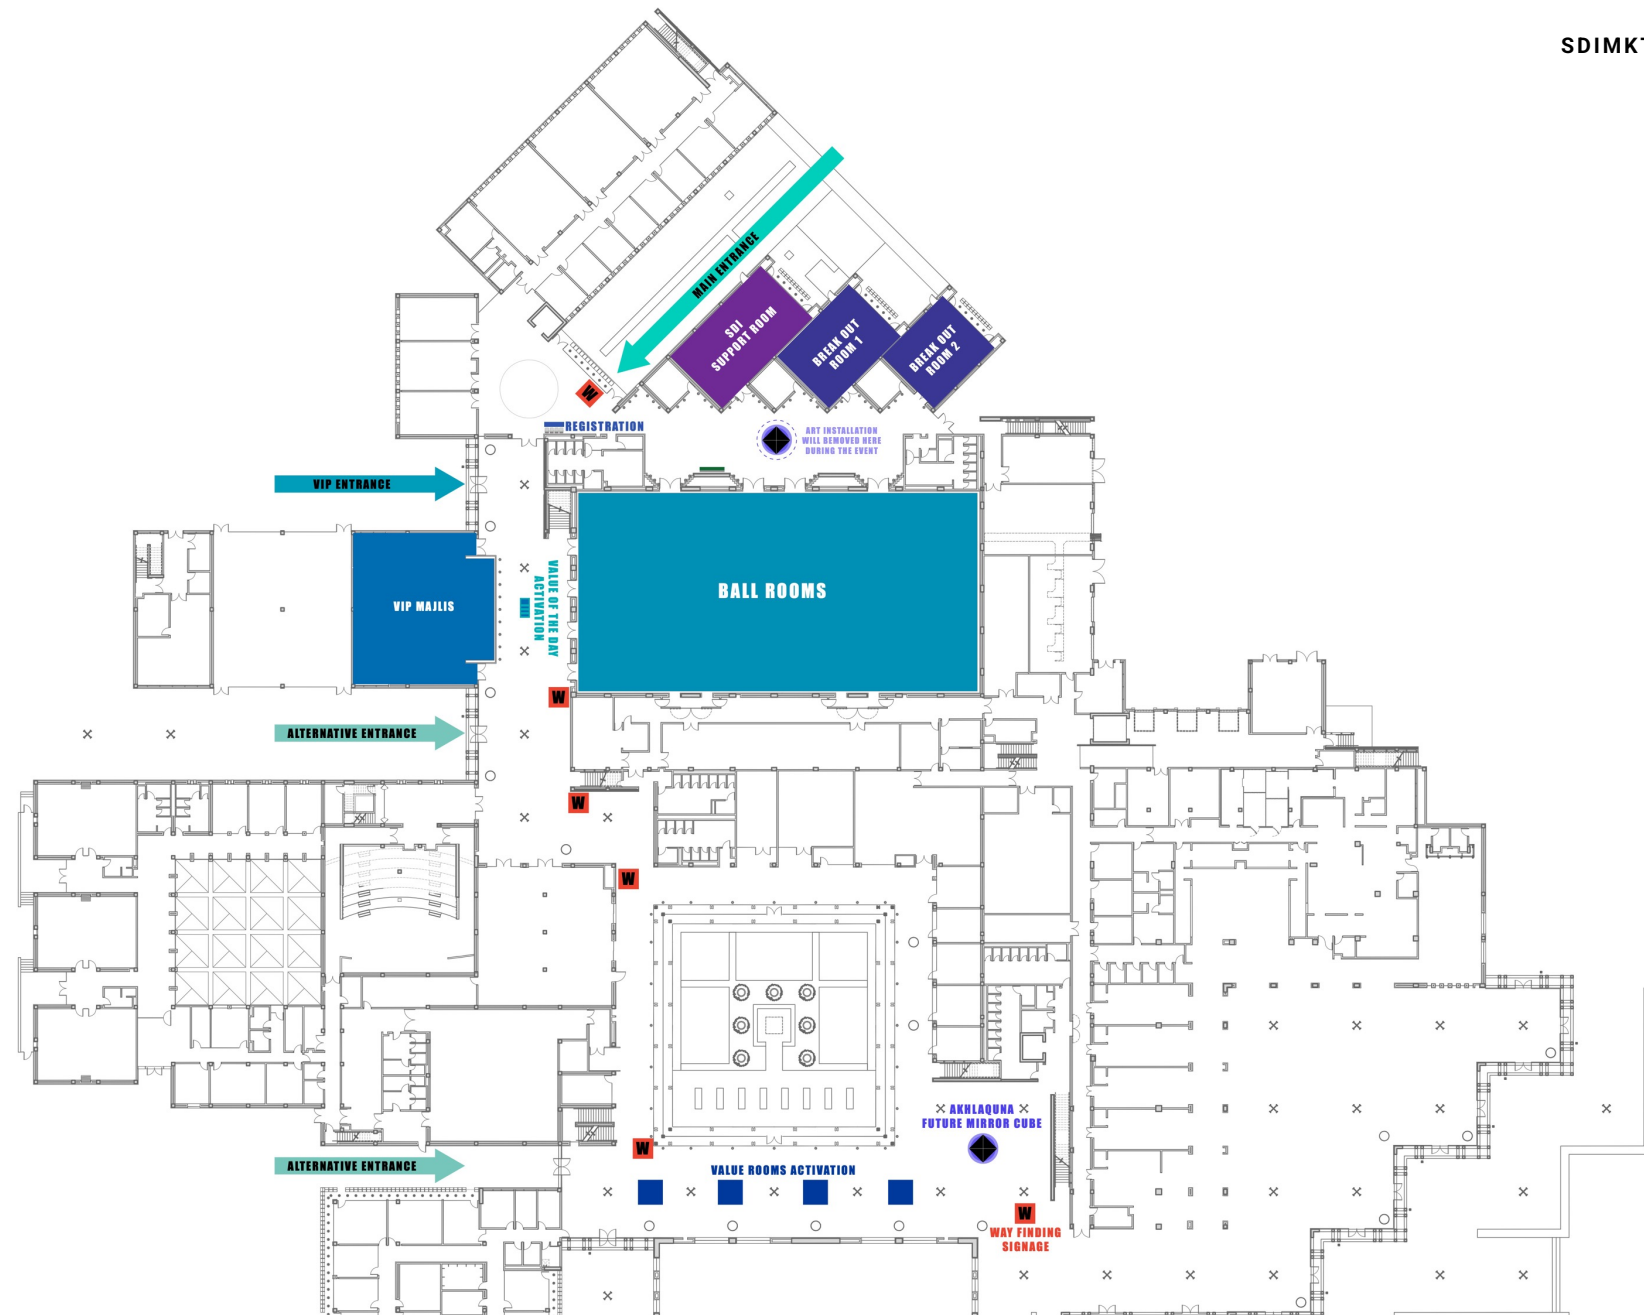 SDIMKT
MAIN ENTRANCE
SDI
SUPPORT ROOM
BREAK OUT
ROOM 1
BREAK OUT
ROOM 2
W
REGISTRATION
ART INSTALLATION
WILL BEMOVED HERE
DURING THE EVENT
VIP ENTRANCE
VIP MAJLIS
VALUE OF THE DAY
ACTIVATION
BALL ROOMS
W
ALTERNATIVE ENTRANCE
W
W
AKHLAQUNA
FUTURE MIRROR CUBE
W
ALTERNATIVE ENTRANCE
VALUE ROOMS ACTIVATION
W
WAY FINDING
SIGNAGE